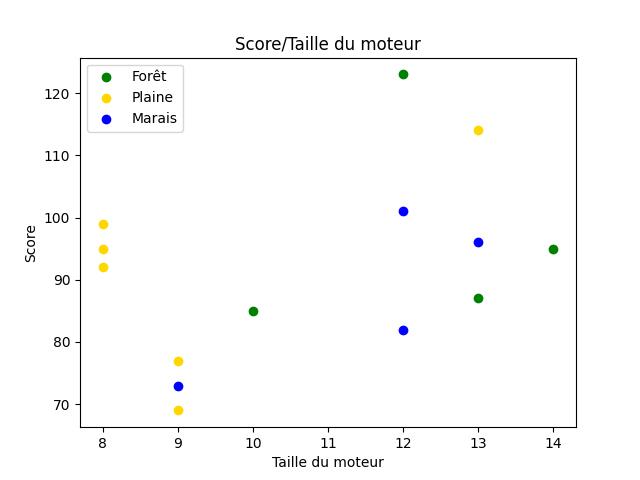 Score/Taille du moteur
Forêt
Plaine
Marais
Score
120
110
100
90
80
70
8 9 10 11 12 13 14
Taille du moteur